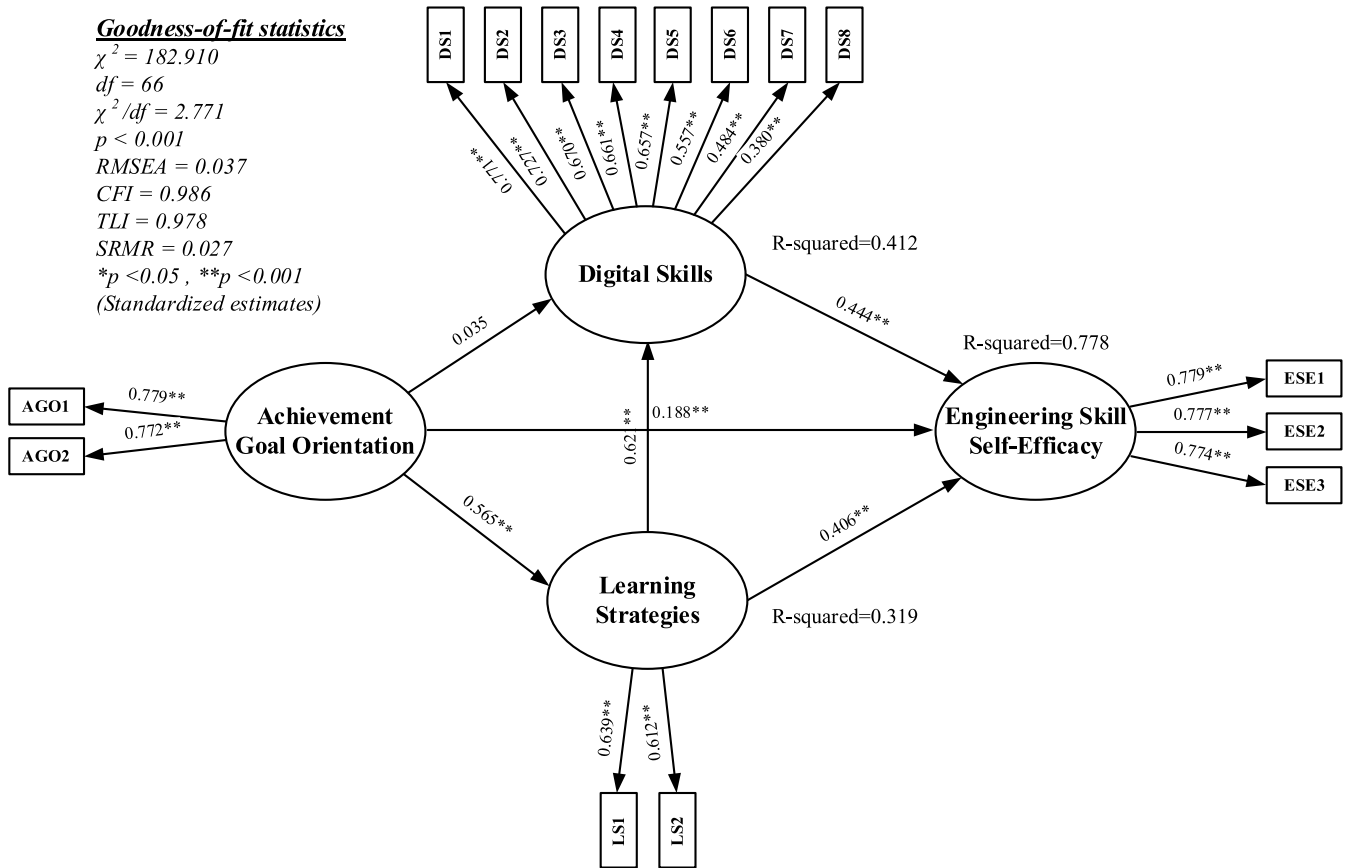 Goodness-of-fit statistics
χ² = 182.910
df = 66
χ²/df = 2.771
p < 0.001
RMSEA = 0.037
CFI = 0.986
TLI = 0.978
SRMR = 0.027
*p <0.05 , **p <0.001
(Standardized estimates)
DS1
DS2
DS3
DS4
DS5
DS6
DS7
DS8
0.771**
0.727**
0.670**
0.661**
0.657**
0.557**
0.484**
0.380**
Digital Skills
R-squared=0.412
0.035
0.444**
R-squared=0.778
AGO1
AGO2
0.779**
0.772**
Achievement
Goal Orientation
0.188**
0.621**
Engineering Skill
Self-Efficacy
0.779**
0.777**
0.774**
ESE1
ESE2
ESE3
0.565**
0.406**
Learning
Strategies
R-squared=0.319
0.639**
0.612**
LS1
LS2